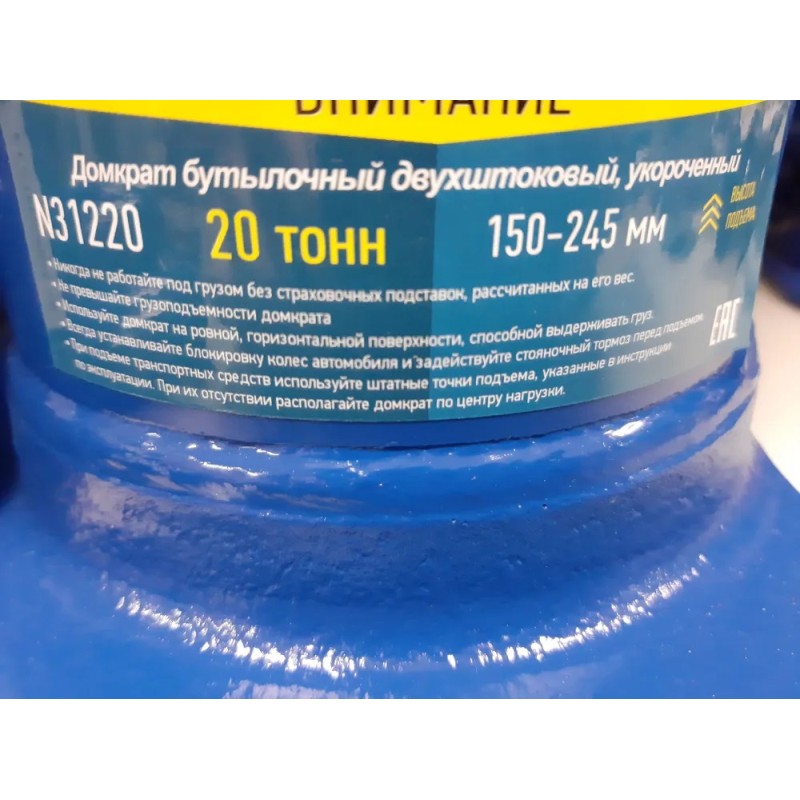 ВНИМАНИЕ
Домкрат бутылочный двухштоковый, укороченный
N31220 20 тонн 150-245 мм ВЫСОТА
ПОДЪЕМА
• Никогда не работайте под грузом без страховочных подставок, рассчитанных на его вес.
• Не превышайте грузоподъемности домкрата
• Используйте домкрат на ровной, горизонтальной поверхности, способной выдерживать груз.
• Всегда устанавливайте блокировку колес автомобиля и задействуйте стояночный тормоз перед подъемом.
• При подъеме транспортных средств используйте штатные точки подъема, указанные в инструкции
по эксплуатации. При их отсутствии располагайте домкрат по центру нагрузки.
EAC